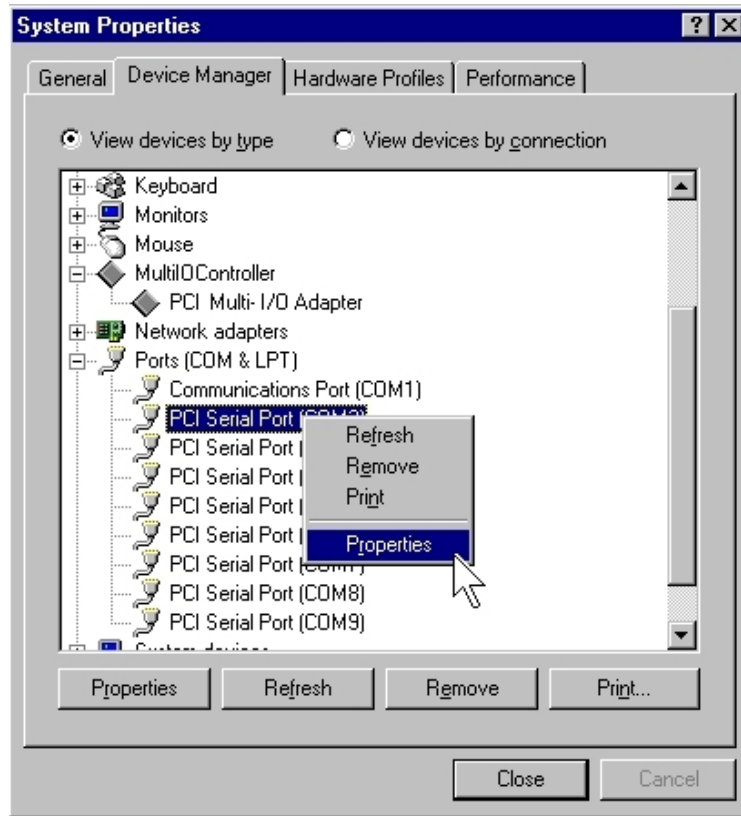 System Properties
General Device Manager Hardware Profiles Performance
View devices by type View devices by connection
Keyboard
Monitors
Mouse
MultiIOController
PCI Multi-I/O Adapter
Network adapters
Ports (COM & LPT)
Communications Port (COM1)
PCI Serial Port
PCI Serial Port
PCI Serial Port
PCI Serial Port
PCI Serial Port
PCI Serial Port
PCI Serial Port (COM8)
PCI Serial Port (COM9)
System devices
Refresh
Remove
Print
Properties
Properties Refresh Remove Print...
Close Cancel